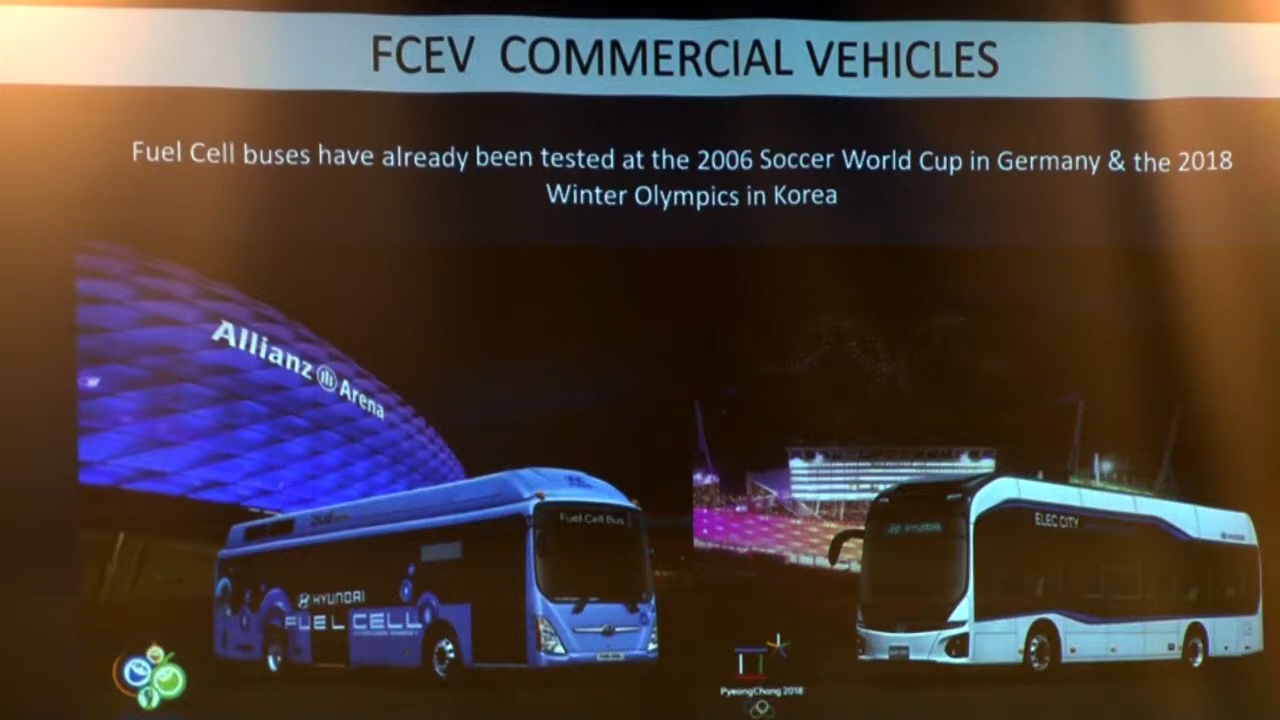 FCEV COMMERCIAL VEHICLES
Fuel Cell buses have already been tested at the 2006 Soccer World Cup in Germany & the 2018
Winter Olympics in Korea
Allianz Arena
Fuel Cell Bus
HYUNDAI
FUEL CELL
HYUNDAI
ELEC CITY
PyeongChang 2018